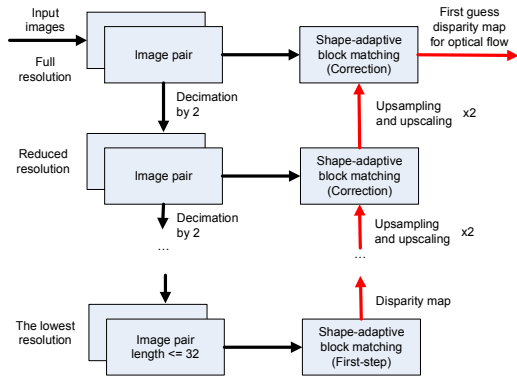 Input
images
Full
resolution
Image pair
Shape-adaptive
block matching
(Correction)
First guess
disparity map
for optical flow
Decimation
by 2
Upsampling
and upscaling
x2
Reduced
resolution
Image pair
Shape-adaptive
block matching
(Correction)
Decimation
by 2
Upsampling
and upscaling
x2
...
...
Disparity map
The lowest
resolution
Image pair
length <= 32
Shape-adaptive
block matching
(First-step)